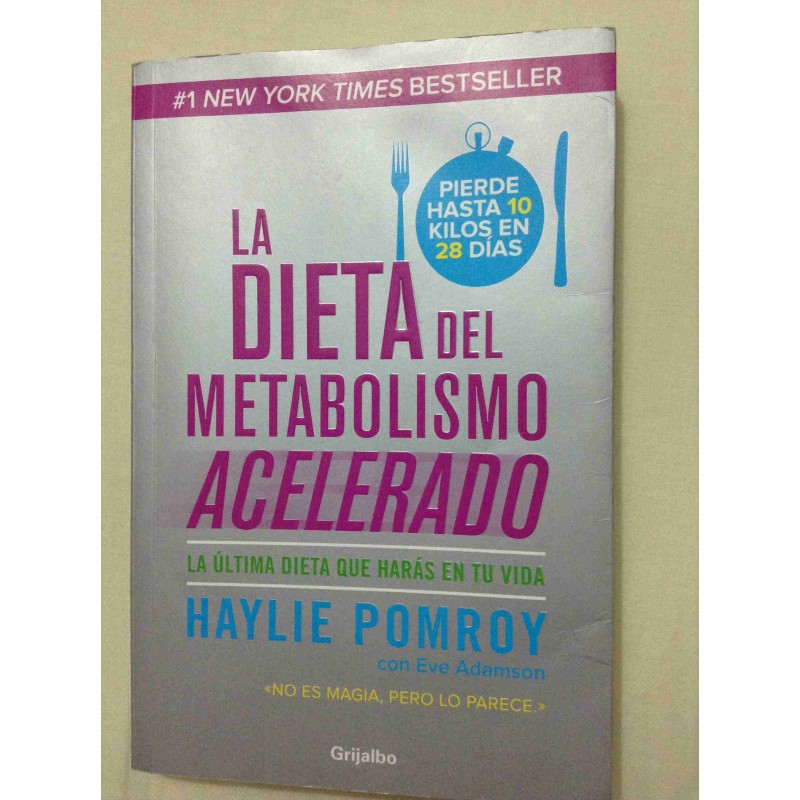 #1 NEW YORK TIMES BESTSELLER
PIERDE
HASTA 10
KILOS EN
28 DÍAS
LA
DIETA DEL
METABOLISMO
ACELERADO
LA ÚLTIMA DIETA QUE HARÁS EN TU VIDA
HAYLIE POMROY
con Eve Adamson
«NO ES MAGIA, PERO LO PARECE.»
Grijalbo